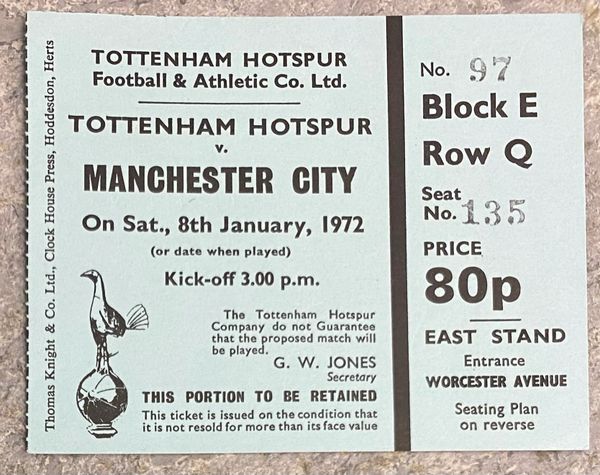 Thomas Knight & Co. Ltd., Clock House Press, Hoddesdon, Herts
TOTTENHAM HOTSPUR
Football & Athletic Co. Ltd.
TOTTENHAM HOTSPUR
v.
MANCHESTER CITY
On Sat., 8th January, 1972
(or date when played)
Kick-off 3.00 p.m.
The Tottenham Hotspur
Company do not Guarantee
that the proposed match will
be played.
G. W. JONES
Secretary
THIS PORTION TO BE RETAINED
This ticket is issued on the condition that
it is not resold for more than its face value
No. 97
Block E
Row Q
Seat
No. 135
PRICE
80p
EAST STAND
Entrance
WORCESTER AVENUE
Seating Plan
on reverse